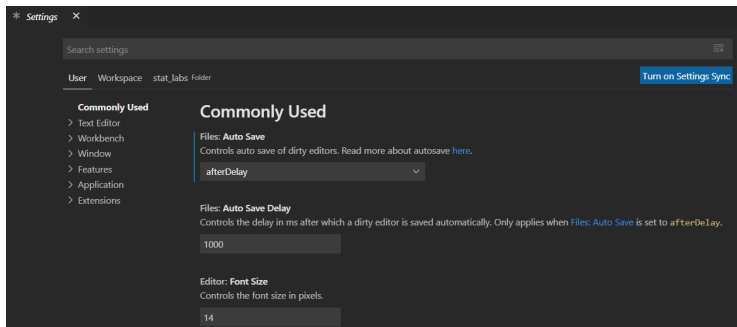 Settings
Search settings
User Workspace stat_labs Folder
Turn on Settings Sync
Commonly Used
Text Editor
Workbench
Window
Features
Application
Extensions
Commonly Used
Files: Auto Save
Controls auto save of dirty editors. Read more about autosave here.
afterDelay
Files: Auto Save Delay
Controls the delay in ms after which a dirty editor is saved automatically. Only applies when Files: Auto Save is set to afterDelay.
1000
Editor: Font Size
Controls the font size in pixels.
14